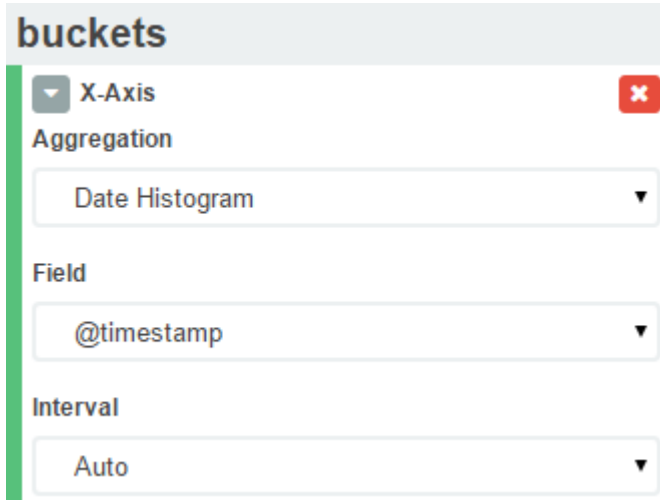 buckets
X-Axis
Aggregation
Date Histogram
Field
@timestamp
Interval
Auto